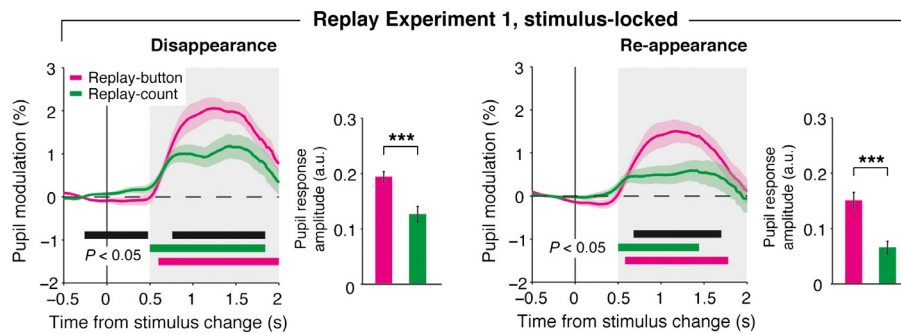 Replay Experiment 1, stimulus-locked
Disappearance
Pupil modulation (%)
3
2
1
0
−1
−2
Replay-button
Replay-count
P < 0.05
−0.5
0
0.5
1
1.5
2
Time from stimulus change (s)
Pupil response
amplitude (a.u.)
0.3
0.2
0.1
0
***
Re-appearance
Pupil modulation (%)
3
2
1
0
−1
−2
P < 0.05
−0.5
0
0.5
1
1.5
2
Time from stimulus change (s)
Pupil response
amplitude (a.u.)
0.3
0.2
0.1
0
***